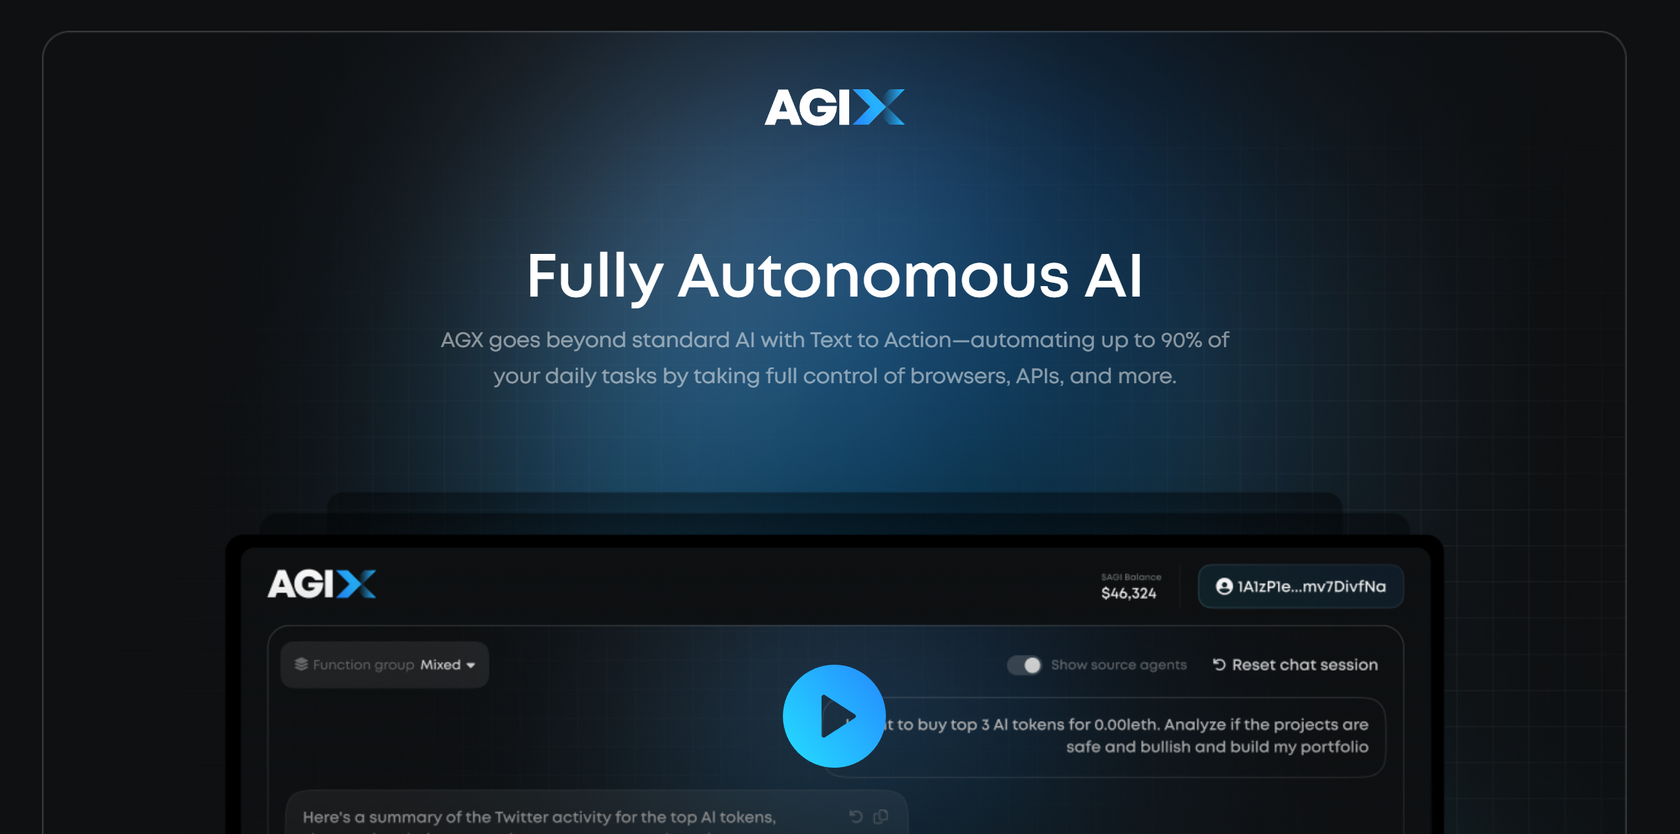 AGIX
Fully Autonomous AI
AGX goes beyond standard AI with Text to Action—automating up to 90% of
your daily tasks by taking full control of browsers, APIs, and more.
AGIX
$AGI Balance
$46,324
1A1zP1e...mv7DivfNa
Function group Mixed
Show source agents
Reset chat session
to buy top 3 AI tokens for 0.001eth. Analyze if the projects are
safe and bullish and build my portfolio
Here's a summary of the Twitter activity for the top AI tokens,